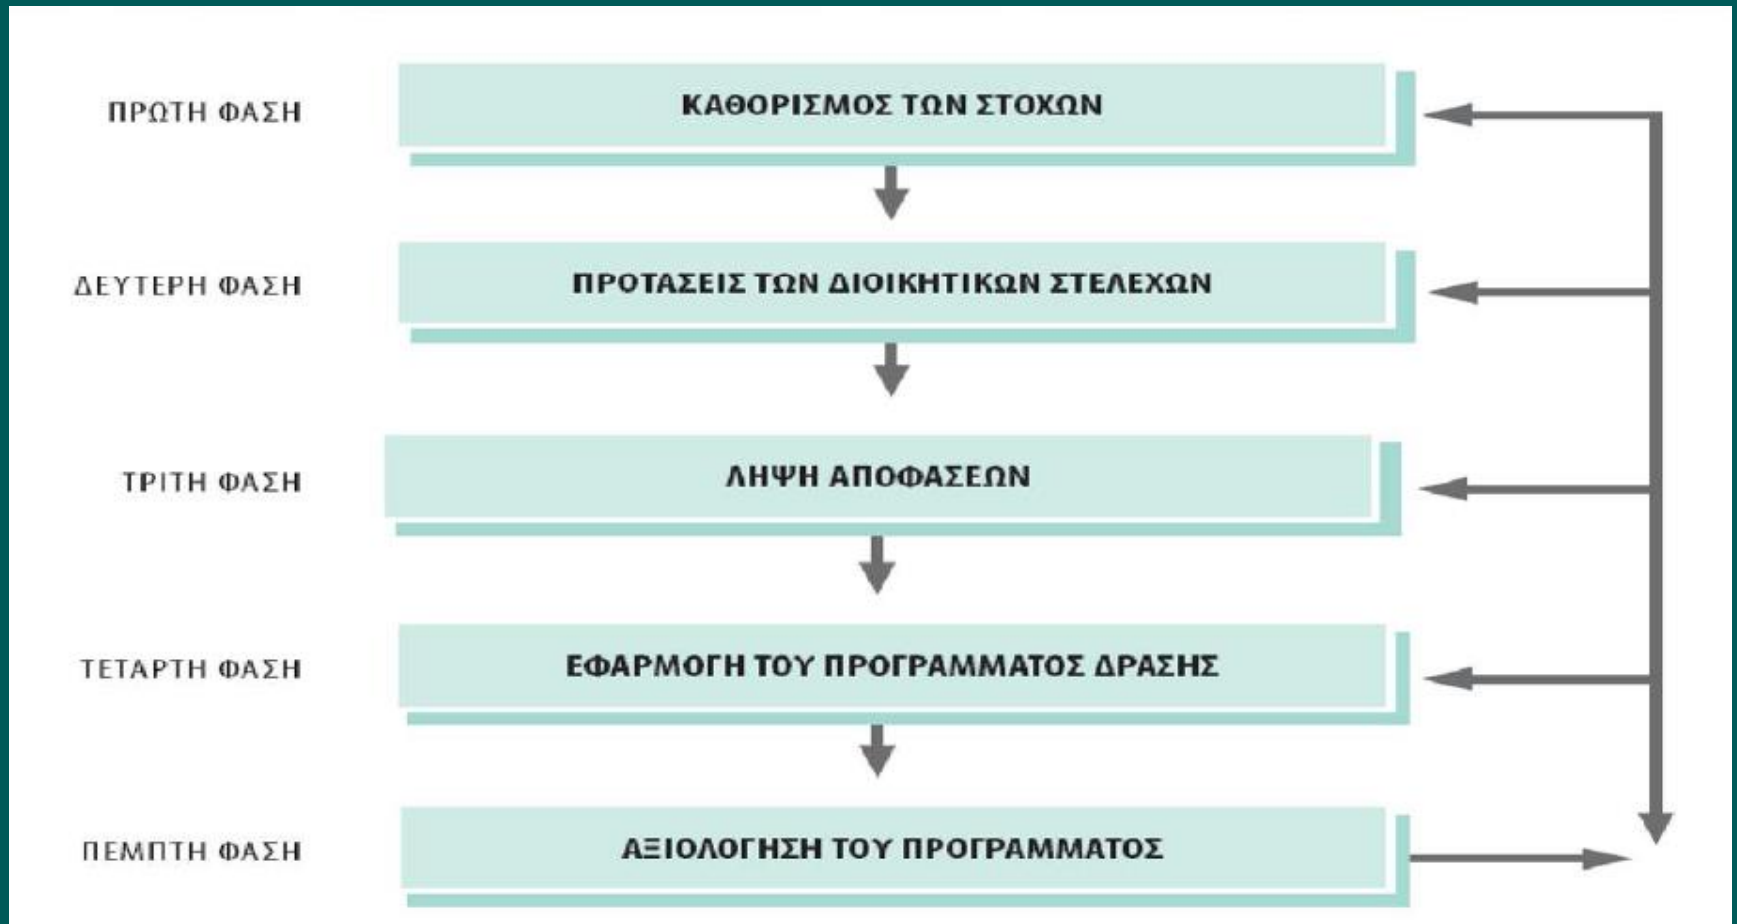 ΠΡΩΤΗ ΦΑΣΗ
ΚΑΘΟΡΙΣΜΟΣ ΤΩΝ ΣΤΟΧΩΝ
ΔΕΥΤΕΡΗ ΦΑΣΗ
ΠΡΟΤΑΣΕΙΣ ΤΩΝ ΔΙΟΙΚΗΤΙΚΩΝ ΣΤΕΛΕΧΩΝ
ΤΡΙΤΗ ΦΑΣΗ
ΛΗΨΗ ΑΠΟΦΑΣΕΩΝ
ΤΕΤΑΡΤΗ ΦΑΣΗ
ΕΦΑΡΜΟΓΗ ΤΟΥ ΠΡΟΓΡΑΜΜΑΤΟΣ ΔΡΑΣΗΣ
ΠΕΜΠΤΗ ΦΑΣΗ
ΑΞΙΟΛΟΓΗΣΗ ΤΟΥ ΠΡΟΓΡΑΜΜΑΤΟΣ